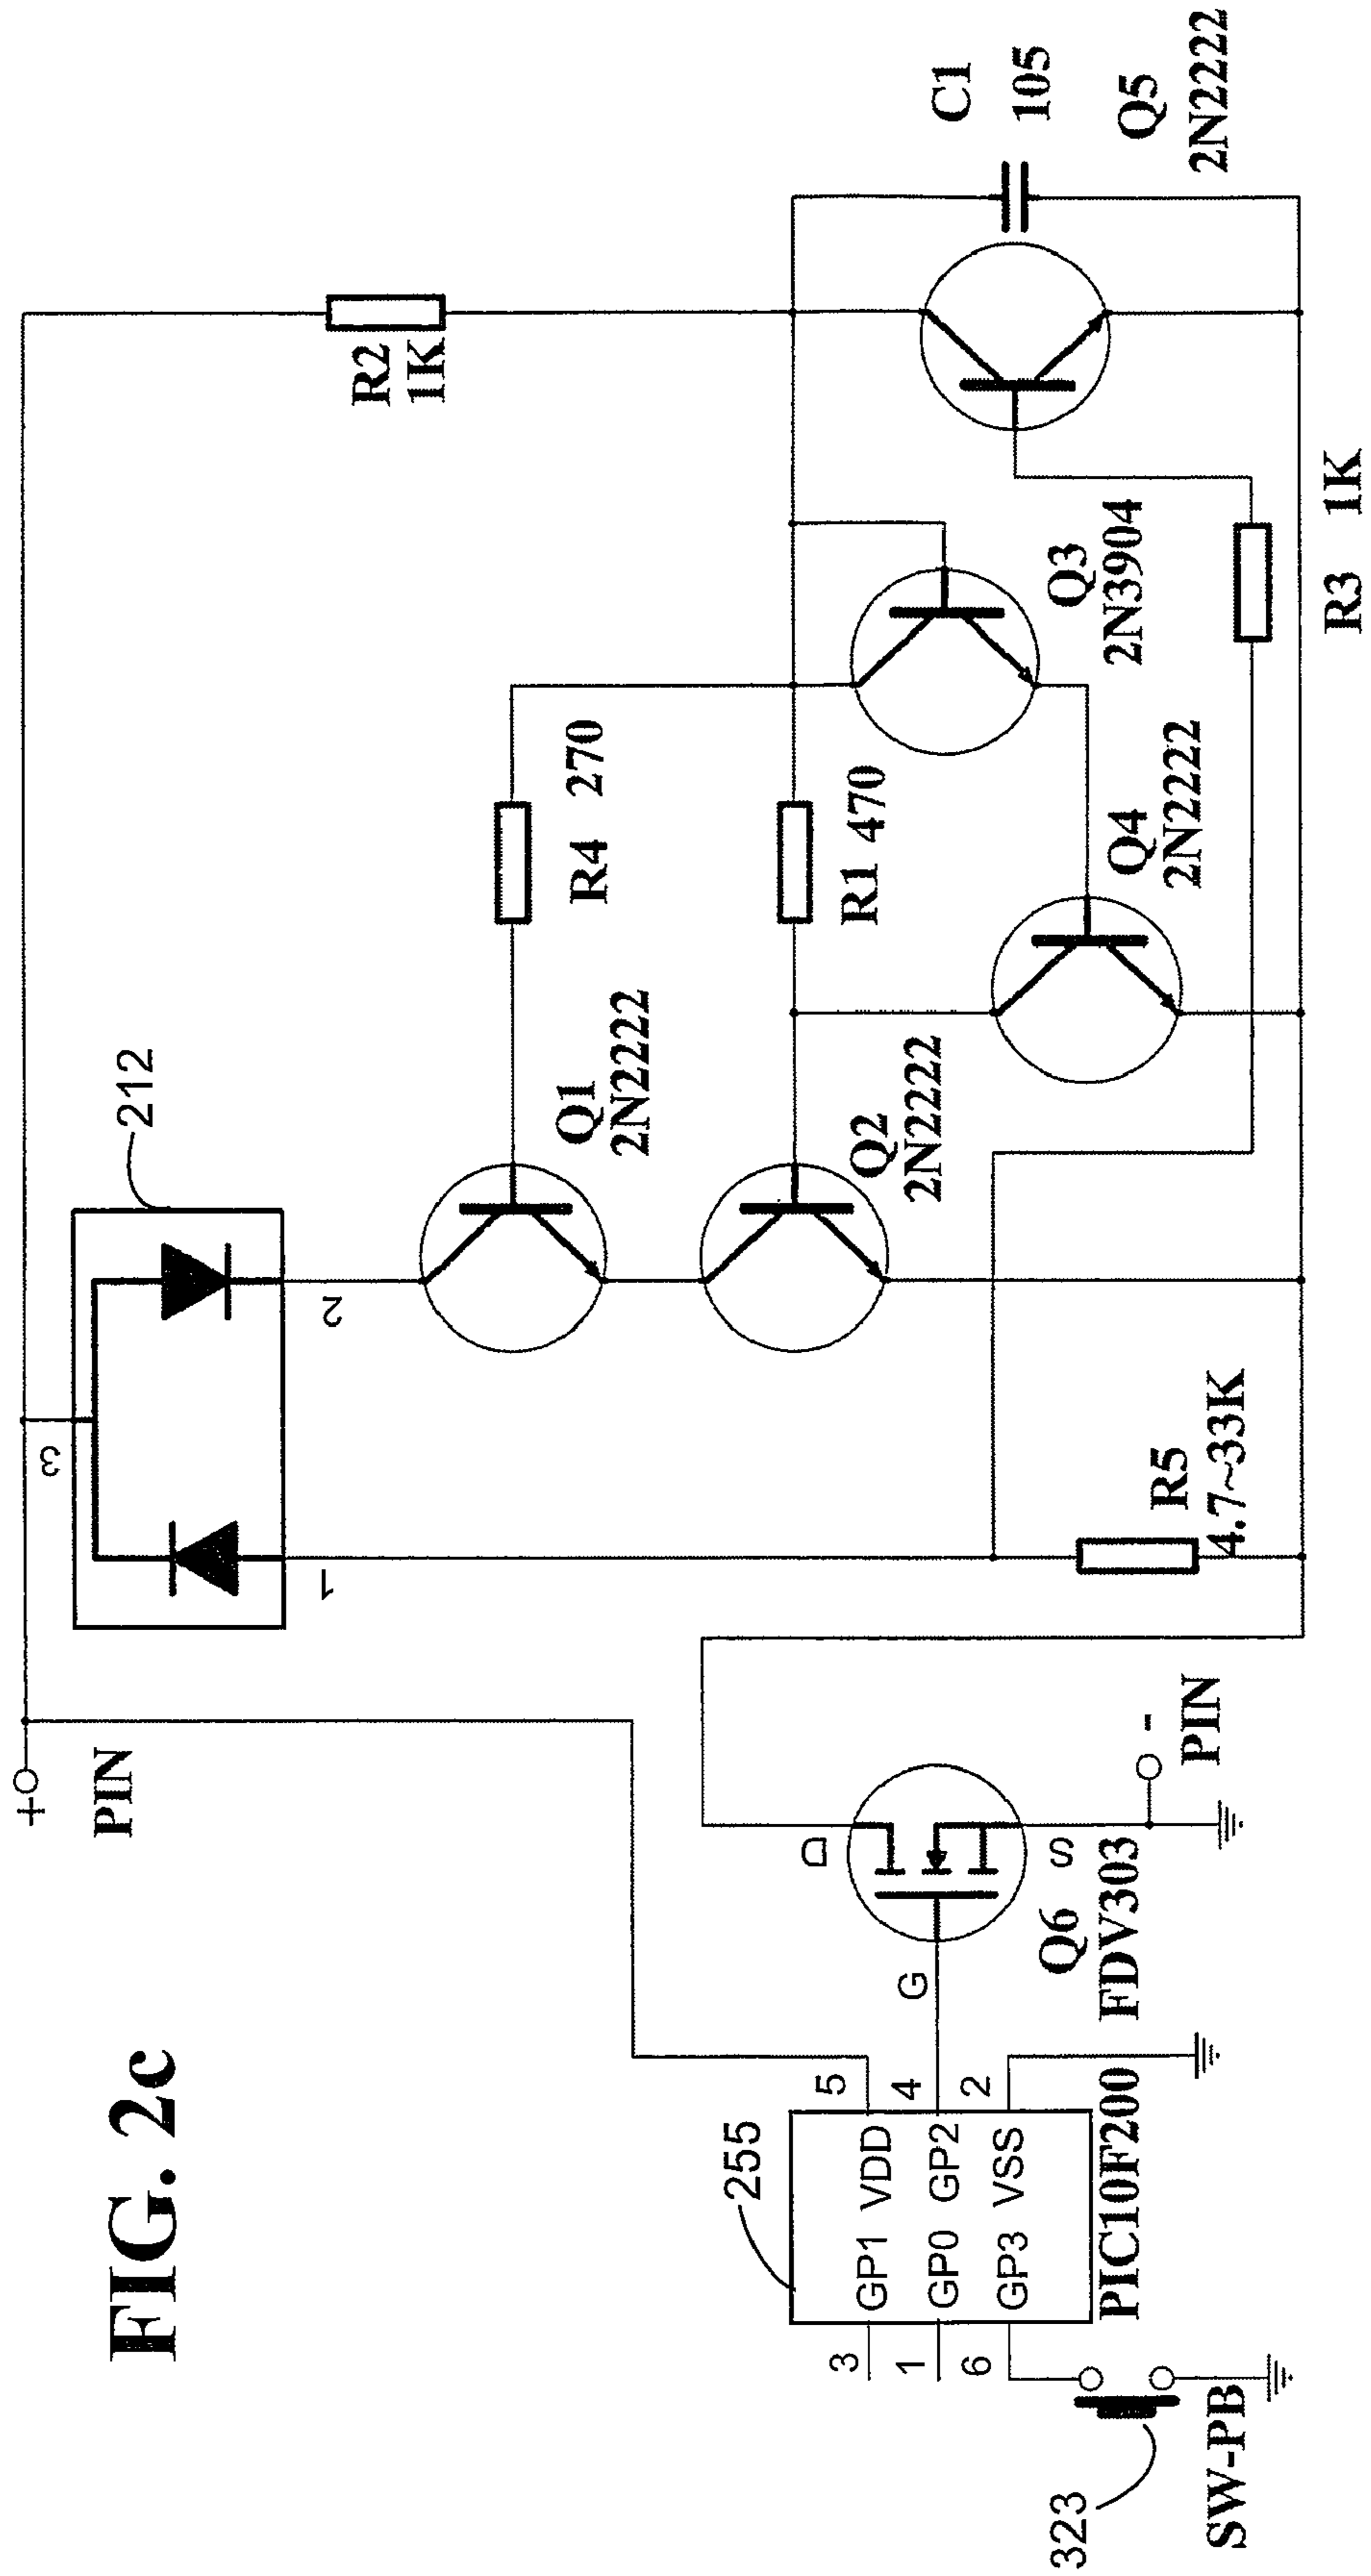 FIG. 2c
+
PIN
212
3
1
2
R2
1K
C1
105
Q5
2N2222
R4 270
Q1
2N2222
R1 470
Q3
2N3904
Q2
2N2222
Q4
2N2222
R3 1K
R5
4.7~33K
-
PIN
D
G
S
Q6
FDV303
255
5
4
2
GP1 VDD
GP0 GP2
GP3 VSS
3
1
6
PIC10F200
323
SW-PB